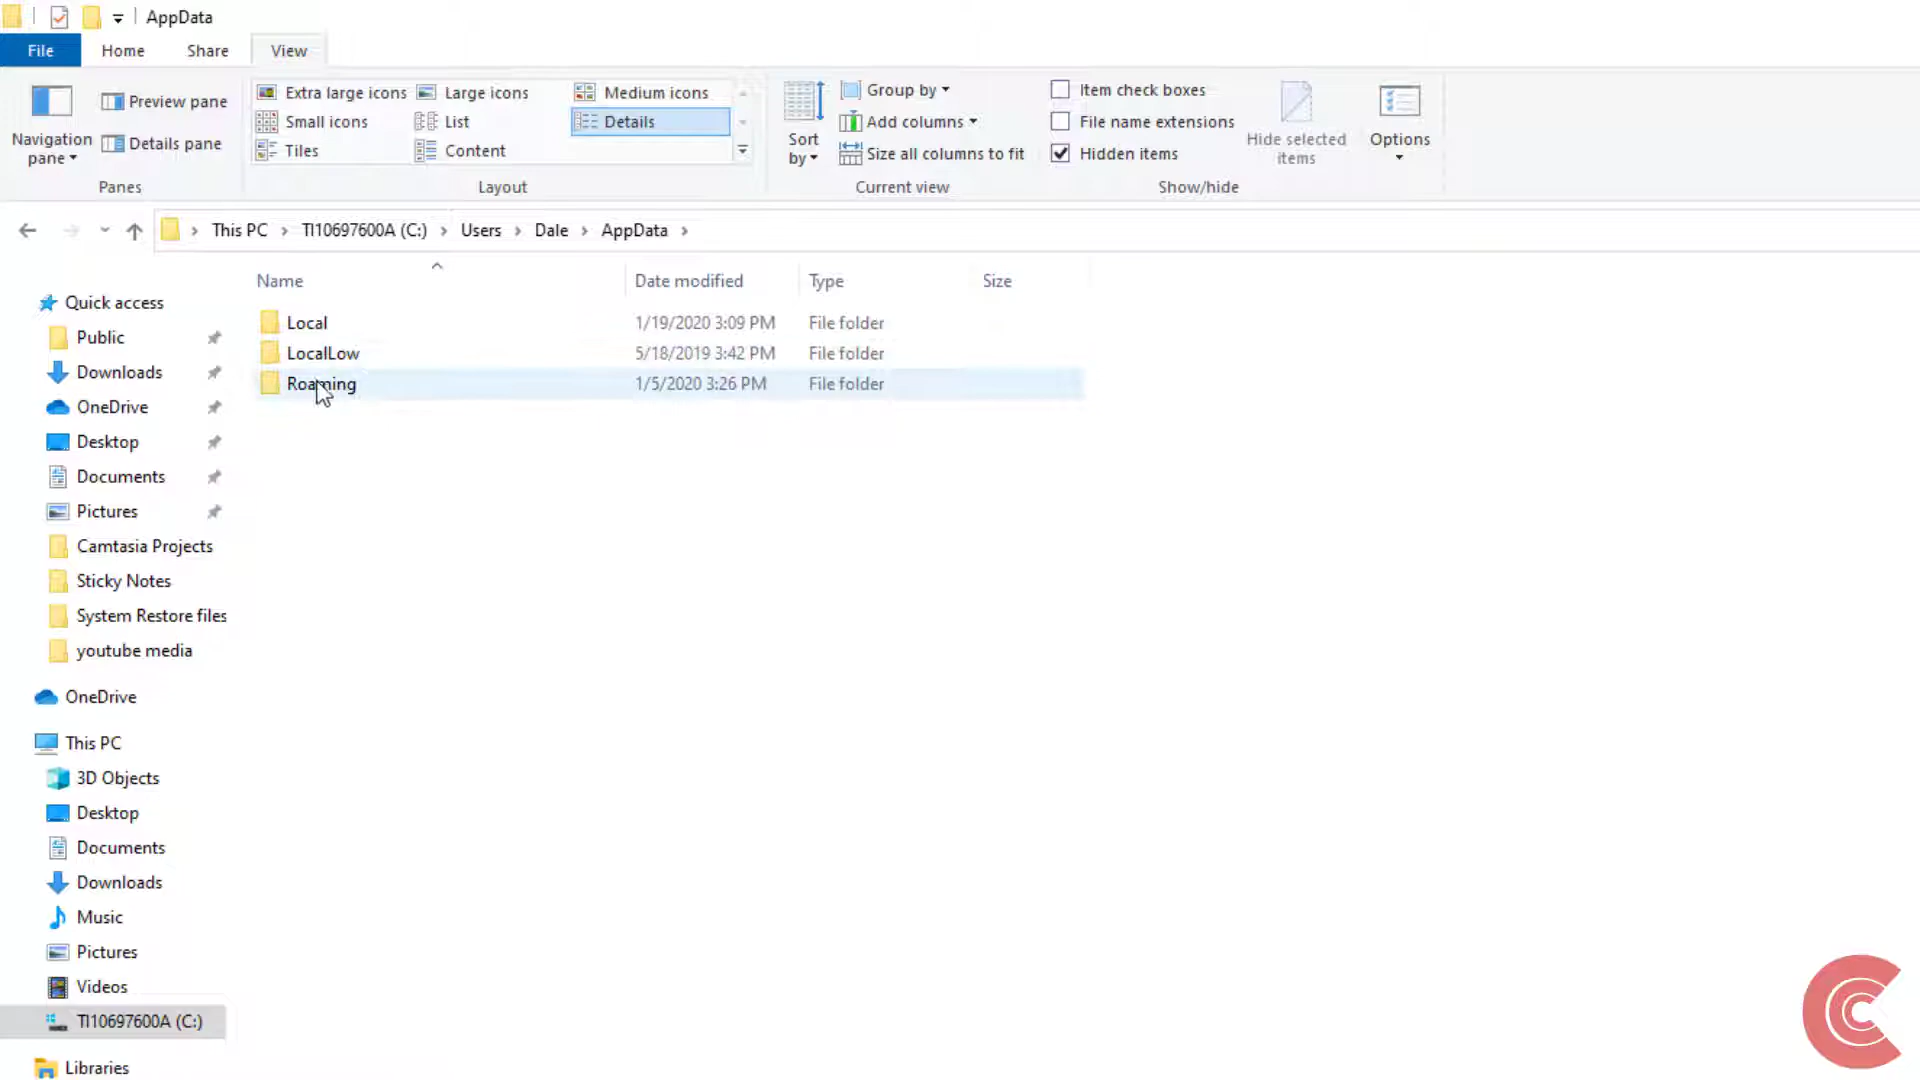 AppData
File Home Share View
Navigation pane
Preview pane
Details pane
Panes
Extra large icons Large icons Medium icons
Small icons List Details
Tiles Content
Layout
Sort by
Group by
Add columns
Size all columns to fit
Current view
Item check boxes
File name extensions
Hidden items
Hide selected items
Show/hide
Options
This PC > TI10697600A (C:) > Users > Dale > AppData >
Name Date modified Type Size
Local 1/19/2020 3:09 PM File folder
LocalLow 5/18/2019 3:42 PM File folder
Roaming 1/5/2020 3:26 PM File folder
Quick access
Public
Downloads
OneDrive
Desktop
Documents
Pictures
Camtasia Projects
Sticky Notes
System Restore files
youtube media
OneDrive
This PC
3D Objects
Desktop
Documents
Downloads
Music
Pictures
Videos
TI10697600A (C:)
Libraries